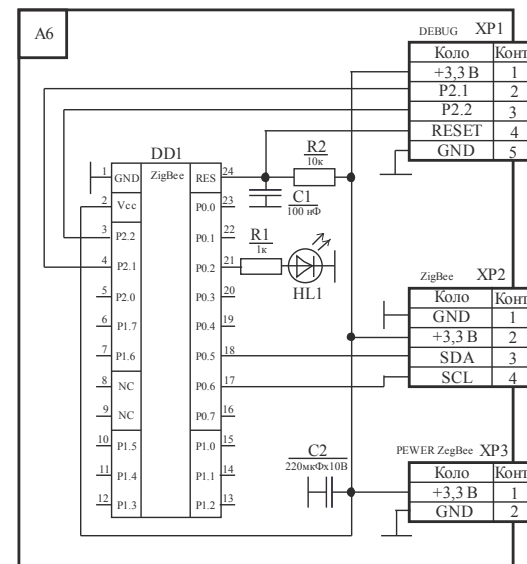 A6
DEBUG XP1
Коло Конт
+3,3 В 1
P2.1 2
P2.2 3
RESET 4
GND 5
DD1
ZigBee
1 GND RES 24
2 Vcc P0.0 23
3 P2.2 P0.1 22
4 P2.1 P0.2 21
5 P2.0 P0.3 20
6 P1.7 P0.4 19
7 P1.6 P0.5 18
8 NC P0.6 17
9 NC P0.7 16
10 P1.5 P1.0 15
11 P1.4 P1.1 14
12 P1.3 P1.2 13
R2
10к
C1
100 нФ
R1
1к
HL1
ZigBee XP2
Коло Конт
GND 1
+3,3 В 2
SDA 3
SCL 4
C2
220мкФх10В
PEWER ZegBee XP3
Коло Конт
+3,3 В 1
GND 2